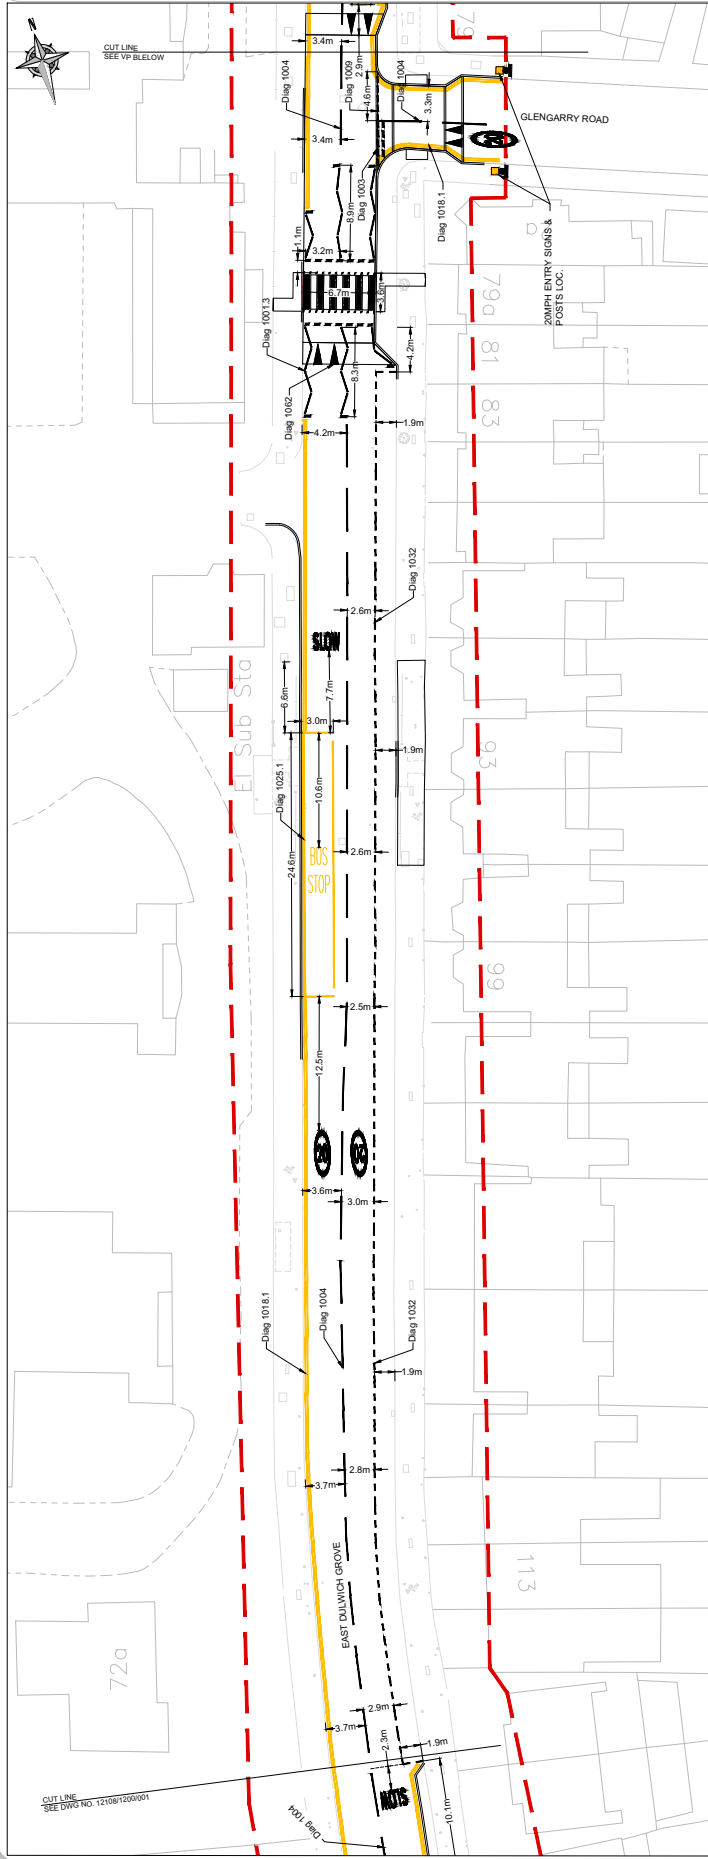 N
CUT LINE
SEE VP BLELOW
3.4m
2.9m
79
Diag 1004
Diag 1009
4.6m
Diag 1004
3.3m
GLENGARRY ROAD
20
3.4m
Diag 1003
Diag 1018.1
8.9m
1.1m
3.2m
6.7m
3.6m
20MPH ENTRY SIGNS &
POSTS LOC.
79a
81
83
Diag 1001.3
Diag 1062
8.3m
4.2m
4.2m
1.9m
Diag 1032
2.6m
SLOW
7.7m
6.6m
3.0m
El Sub Sta
1.9m
93
Diag 1025.1
10.6m
24.6m
2.6m
BUS
STOP
99
2.5m
12.5m
20
20
3.6m
3.0m
Diag 1018.1
Diag 1004
Diag 1032
1.9m
2.8m
3.7m
EAST DULWICH GROVE
113
72a
2.9m
3.7m
2.3m
1.9m
SLOW
10.1m
CUT LINE
SEE DWG NO. 12108/1200/001
Diag 1004